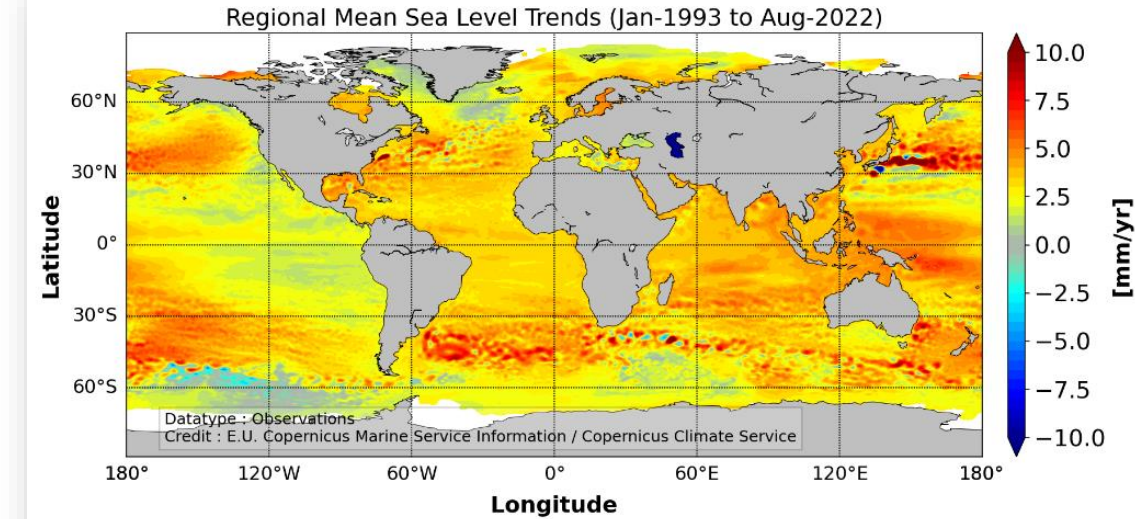 Regional Mean Sea Level Trends (Jan-1993 to Aug-2022)
10.0
7.5
5.0
2.5
0.0
−2.5
−5.0
−7.5
−10.0
[mm/yr]
Latitude
60°N
30°N
0°
30°S
60°S
Datatype : Observations
Credit : E.U. Copernicus Marine Service Information / Copernicus Climate Service
180° 120°W 60°W 0° 60°E 120°E 180°
Longitude